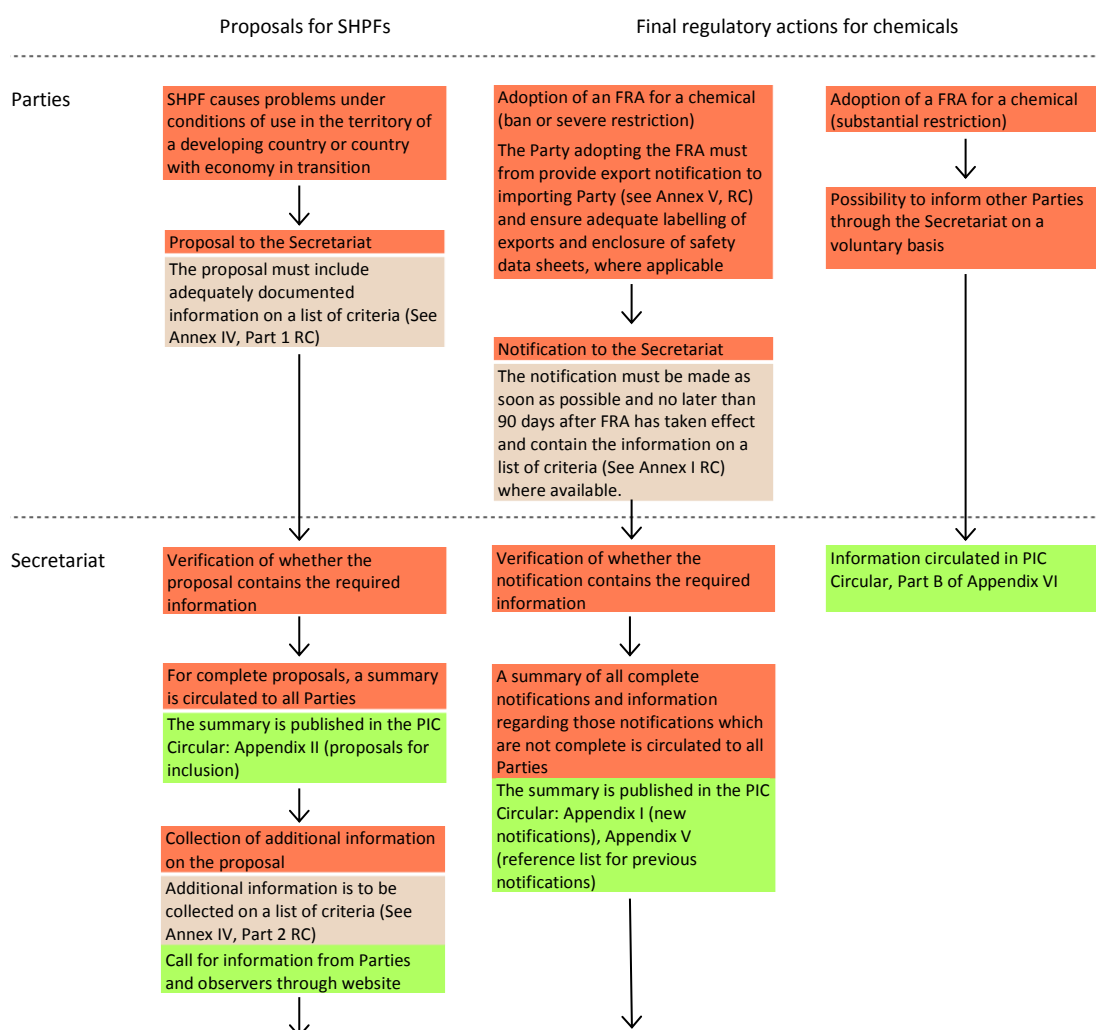 Proposals for SHPFs
Final regulatory actions for chemicals
Parties
SHPF causes problems under
conditions of use in the territory of
a developing country or country
with economy in transition
Proposal to the Secretariat
The proposal must include
adequately documented
information on a list of criteria (See
Annex IV, Part 1 RC)
Adoption of an FRA for a chemical
(ban or severe restriction)
The Party adopting the FRA must
from provide export notification to
importing Party (see Annex V, RC)
and ensure adequate labelling of
exports and enclosure of safety
data sheets, where applicable
Notification to the Secretariat
The notification must be made as
soon as possible and no later than
90 days after FRA has taken effect
and contain the information on a
list of criteria (See Annex I RC)
where available.
Adoption of a FRA for a chemical
(substantial restriction)
Possibility to inform other Parties
through the Secretariat on a
voluntary basis
Secretariat
Verification of whether the
proposal contains the required
information
For complete proposals, a summary
is circulated to all Parties
The summary is published in the PIC
Circular: Appendix II (proposals for
inclusion)
Collection of additional information
on the proposal
Additional information is to be
collected on a list of criteria (See
Annex IV, Part 2 RC)
Call for information from Parties
and observers through website
Verification of whether the
notification contains the required
information
A summary of all complete
notifications and information
regarding those notifications which
are not complete is circulated to all
Parties
The summary is published in the PIC
Circular: Appendix I (new
notifications), Appendix V
(reference list for previous
notifications)
Information circulated in PIC
Circular, Part B of Appendix VI